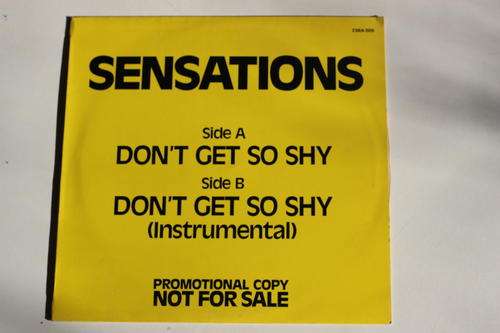 SENSATIONS
Side A
DON'T GET SO SHY
Side B
DON'T GET SO SHY
(Instrumental)
PROMOTIONAL COPY
NOT FOR SALE